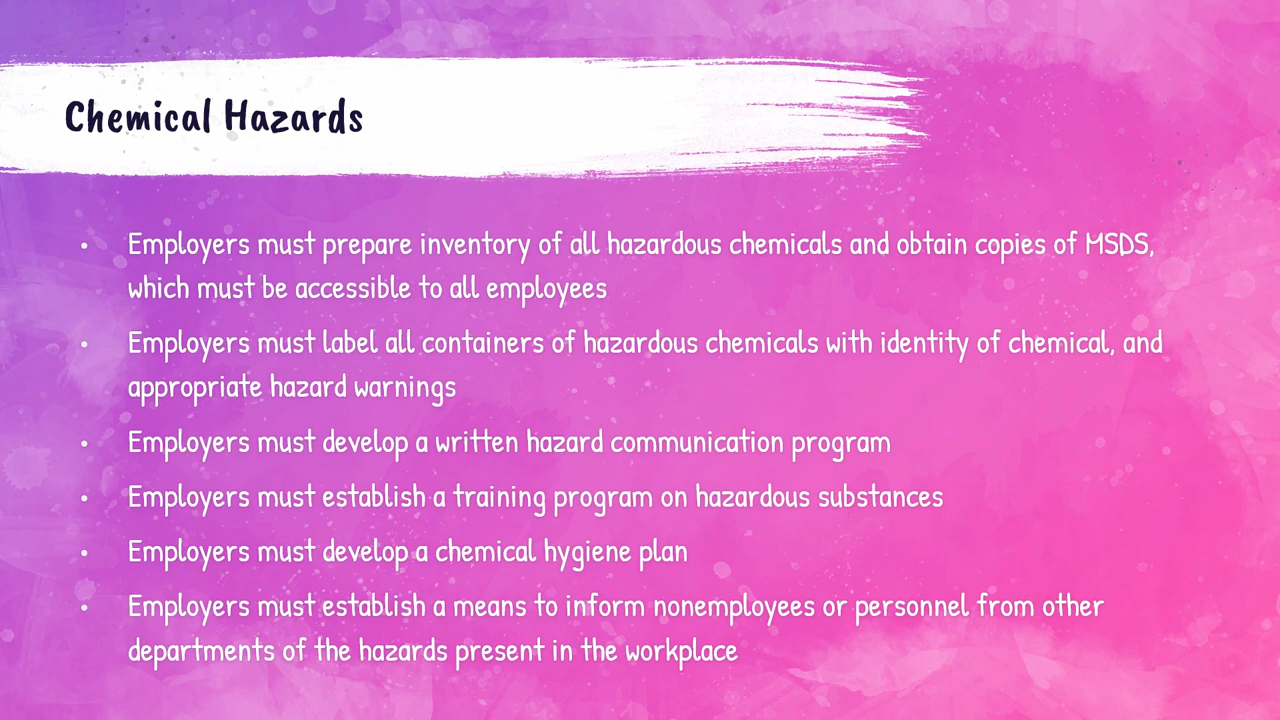 Chemical Hazards
• Employers must prepare inventory of all hazardous chemicals and obtain copies of MSDS,
which must be accessible to all employees
• Employers must label all containers of hazardous chemicals with identity of chemical, and
appropriate hazard warnings
• Employers must develop a written hazard communication program
• Employers must establish a training program on hazardous substances
• Employers must develop a chemical hygiene plan
• Employers must establish a means to inform nonemployees or personnel from other
departments of the hazards present in the workplace